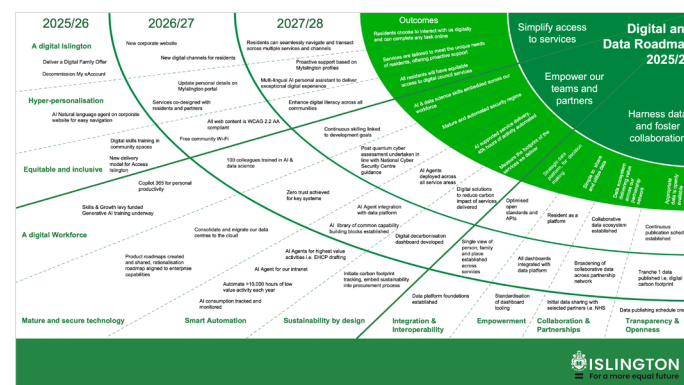 2025/26
2026/27
2027/28
Outcomes
Simplify access
to services
Digital an
Data Roadma
2025/2
Empower our
teams and
partners
Harness data
and foster
collaboration
A digital Islington
Deliver a Digital Family Offer
Decommission My eAccount
New corporate website
New digital channels for residents
Update personal details on
MyIslington portal
Residents can seamlessly navigate and transact
across multiple services and channels
Proactive support based on
MyIslington profiles
Multi-lingual AI personal assistant to deliver
exceptional digital experience
Residents choose to interact with us digitally
and can complete any task online
Services are tailored to meet the unique needs
of residents, offering proactive support
All residents will have equitable
access to digital council services
Hyper-personalisation
AI Natural language agent on corporate
website for easy navigation
Services co-designed with
residents and partners
All web content is WCAG 2.2 AA
compliant
Free community Wi-Fi
Enhance digital literacy across all
communities
Continuous skilling linked
to development goals
AI & data science skills embedded across our
workforce
Mature and automated security regime
AI supported service delivery,
activity automated
Measure the footprint of the
services we deliver
Equitable and inclusive
Digital skills training in
community spaces
New delivery
model for Access
Islington
Copilot 365 for personal
productivity
100 colleagues trained in AI &
data science
Post quantum cyber
assessment undertaken in
line with National Cyber
Security Centre
guidance
Zero trust achieved
for key systems
AI Agents
deployed across
all service areas
Digital solutions
to reduce carbon
impact of services
delivered
Optimised
open
standards and
APIs
Resident as a
platform
Collaborative
data ecosystem
established
Continuous
publication sche
established
A digital Workforce
Skills & Growth levy funded
Generative AI training underway
Consolidate and migrate our data
centres to the cloud
AI Agent integration
with data platform
AI library of common capability
building blocks established
Digital decarbonisation
dashboard developed
Single view of
person, family
and place
established
across
services
All dashboards
integrated with
data platform
Broadening of
collaborative data
across partnership
network
Tranche 1 data
published i.e. digital
carbon footprint
Product roadmaps created
and shared, rationalisation
roadmap aligned to enterprise
capabilities
AI Agents for highest value
activities i.e. EHCP drafting
AI Agent for our intranet
Automate >10,000 hours of low
value activity each year
AI consumption tracked and
monitored
Initiate carbon footprint
tracking, embed sustainability
into procurement process
Data platform foundations
established
Standardisation
of dashboard
tooling
Initial data sharing with
selected partners i.e. NHS
Data publishing schedule cre
Mature and secure technology
Smart Automation
Sustainability by design
Integration &
Interoperability
Empowerment
Collaboration &
Partnerships
Transparency &
Openness
ISLINGTON
For a more equal future